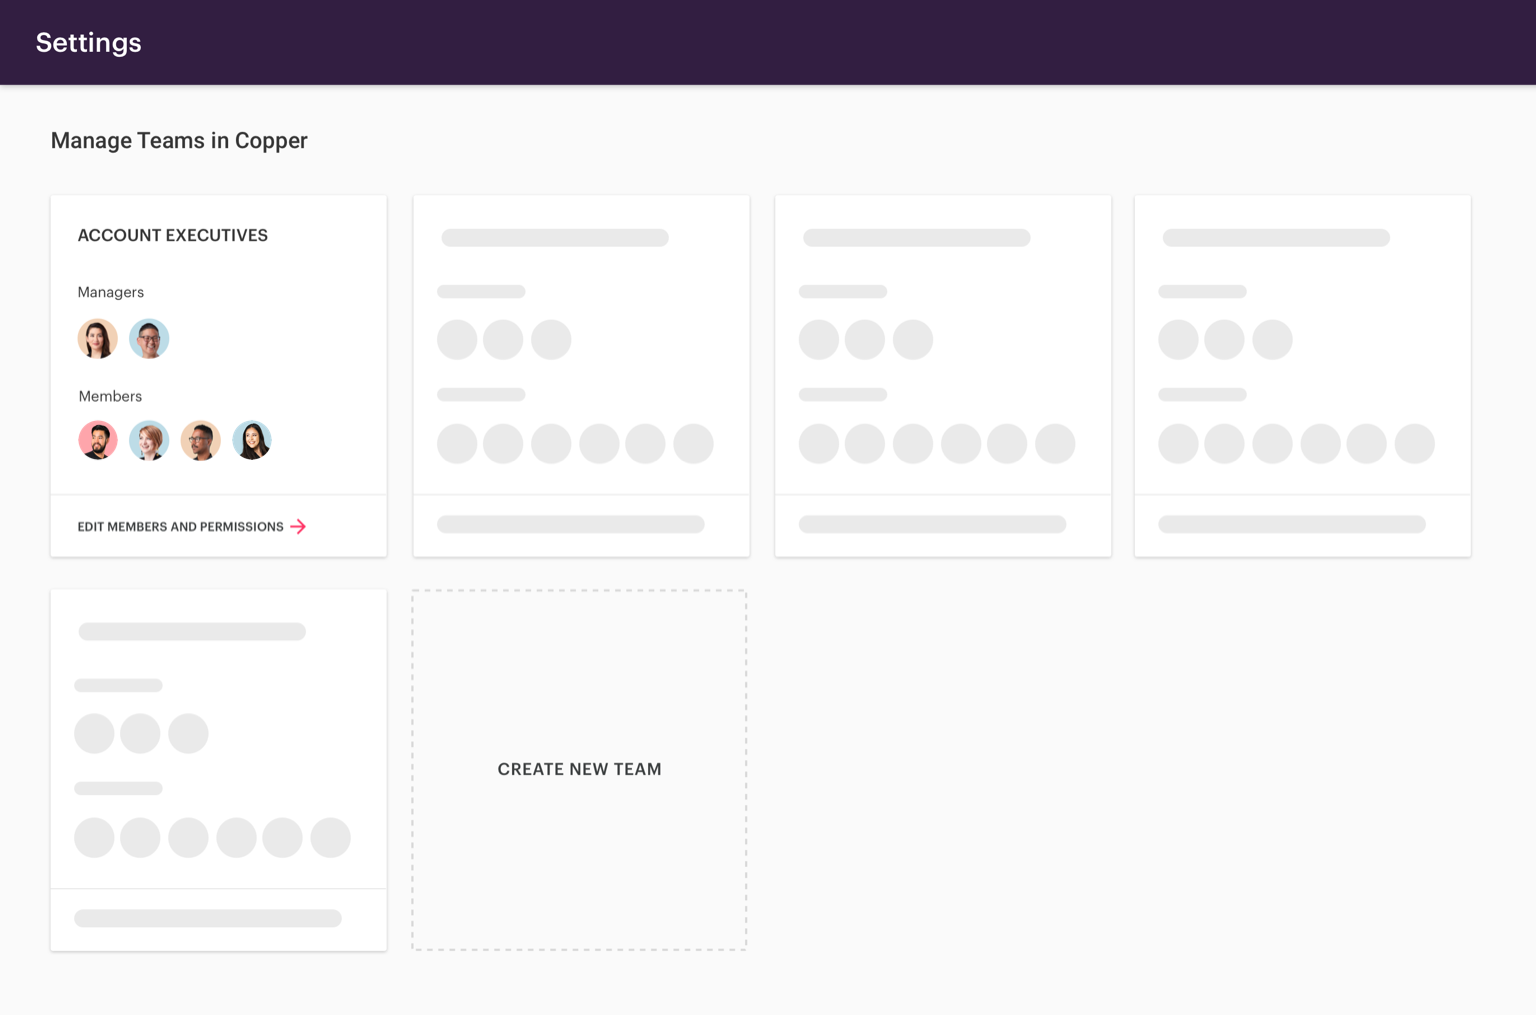 Settings
Manage Teams in Copper
ACCOUNT EXECUTIVES
Managers
Members
EDIT MEMBERS AND PERMISSIONS
CREATE NEW TEAM